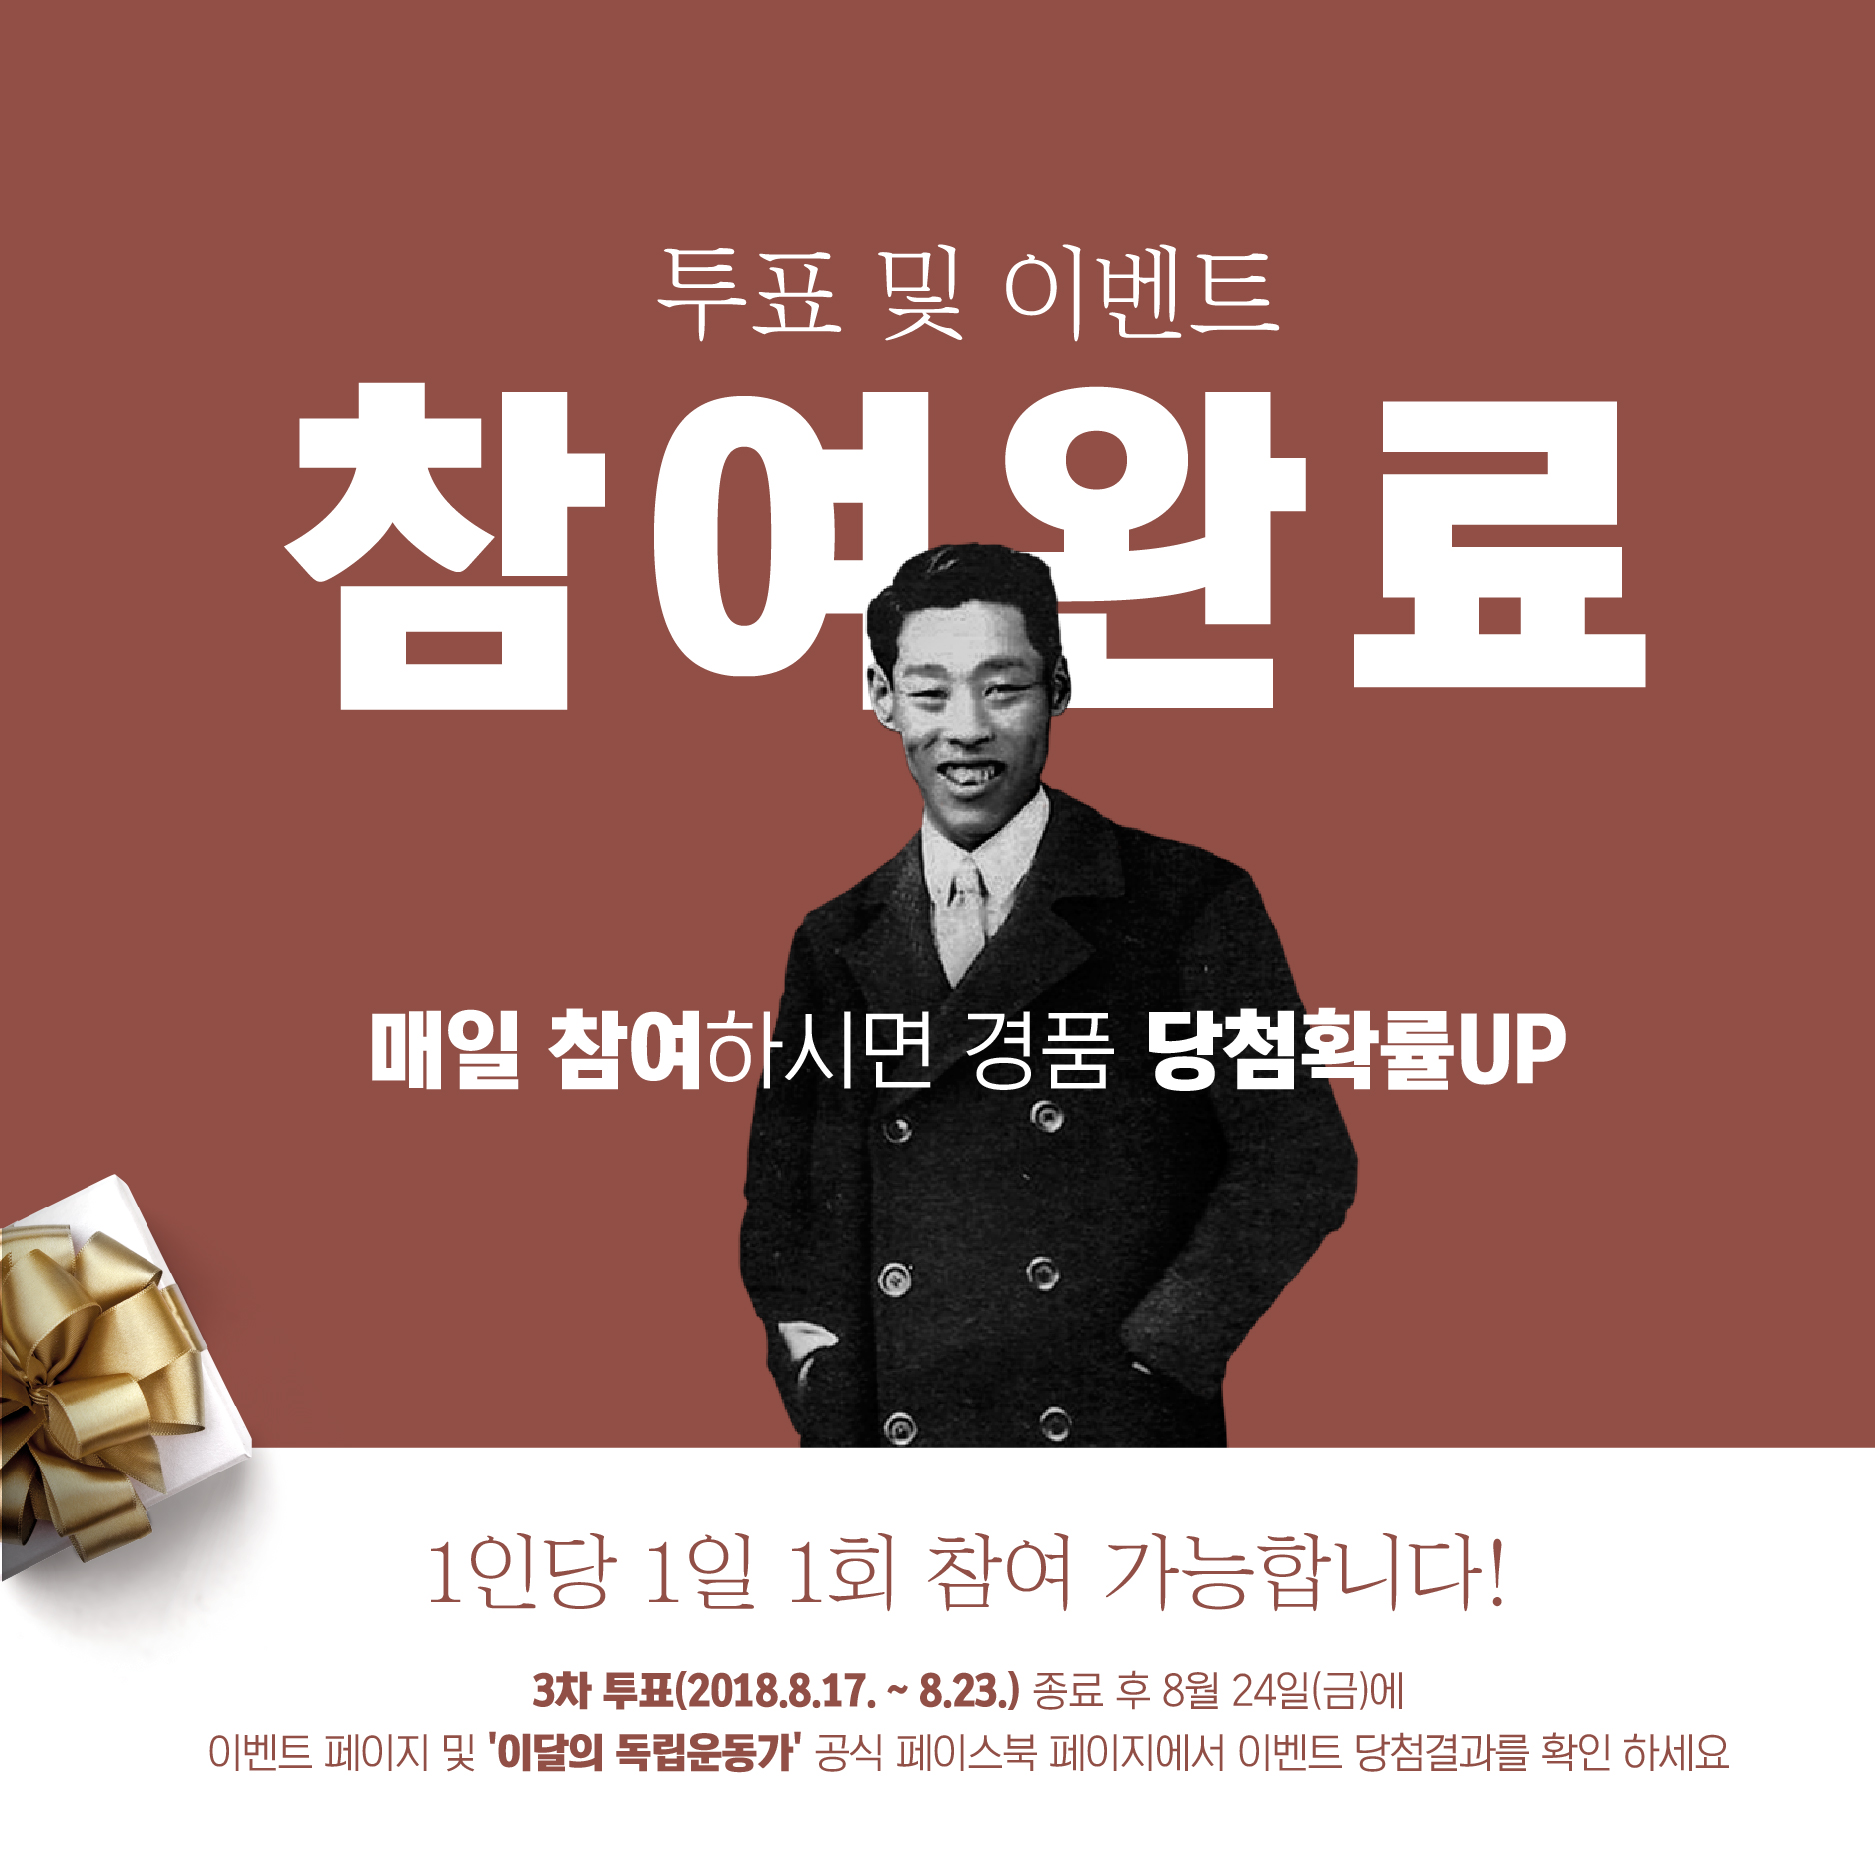 투표 및 이벤트
참여완료
매일 참여하시면 경품 당첨확률UP
1인당 1일 1회 참여 가능합니다!
3차 투표(2018.8.17. ~ 8.23.) 종료 후 8월 24일(금)에
이벤트 페이지 및 '이달의 독립운동가' 공식 페이스북 페이지에서 이벤트 당첨결과를 확인 하세요